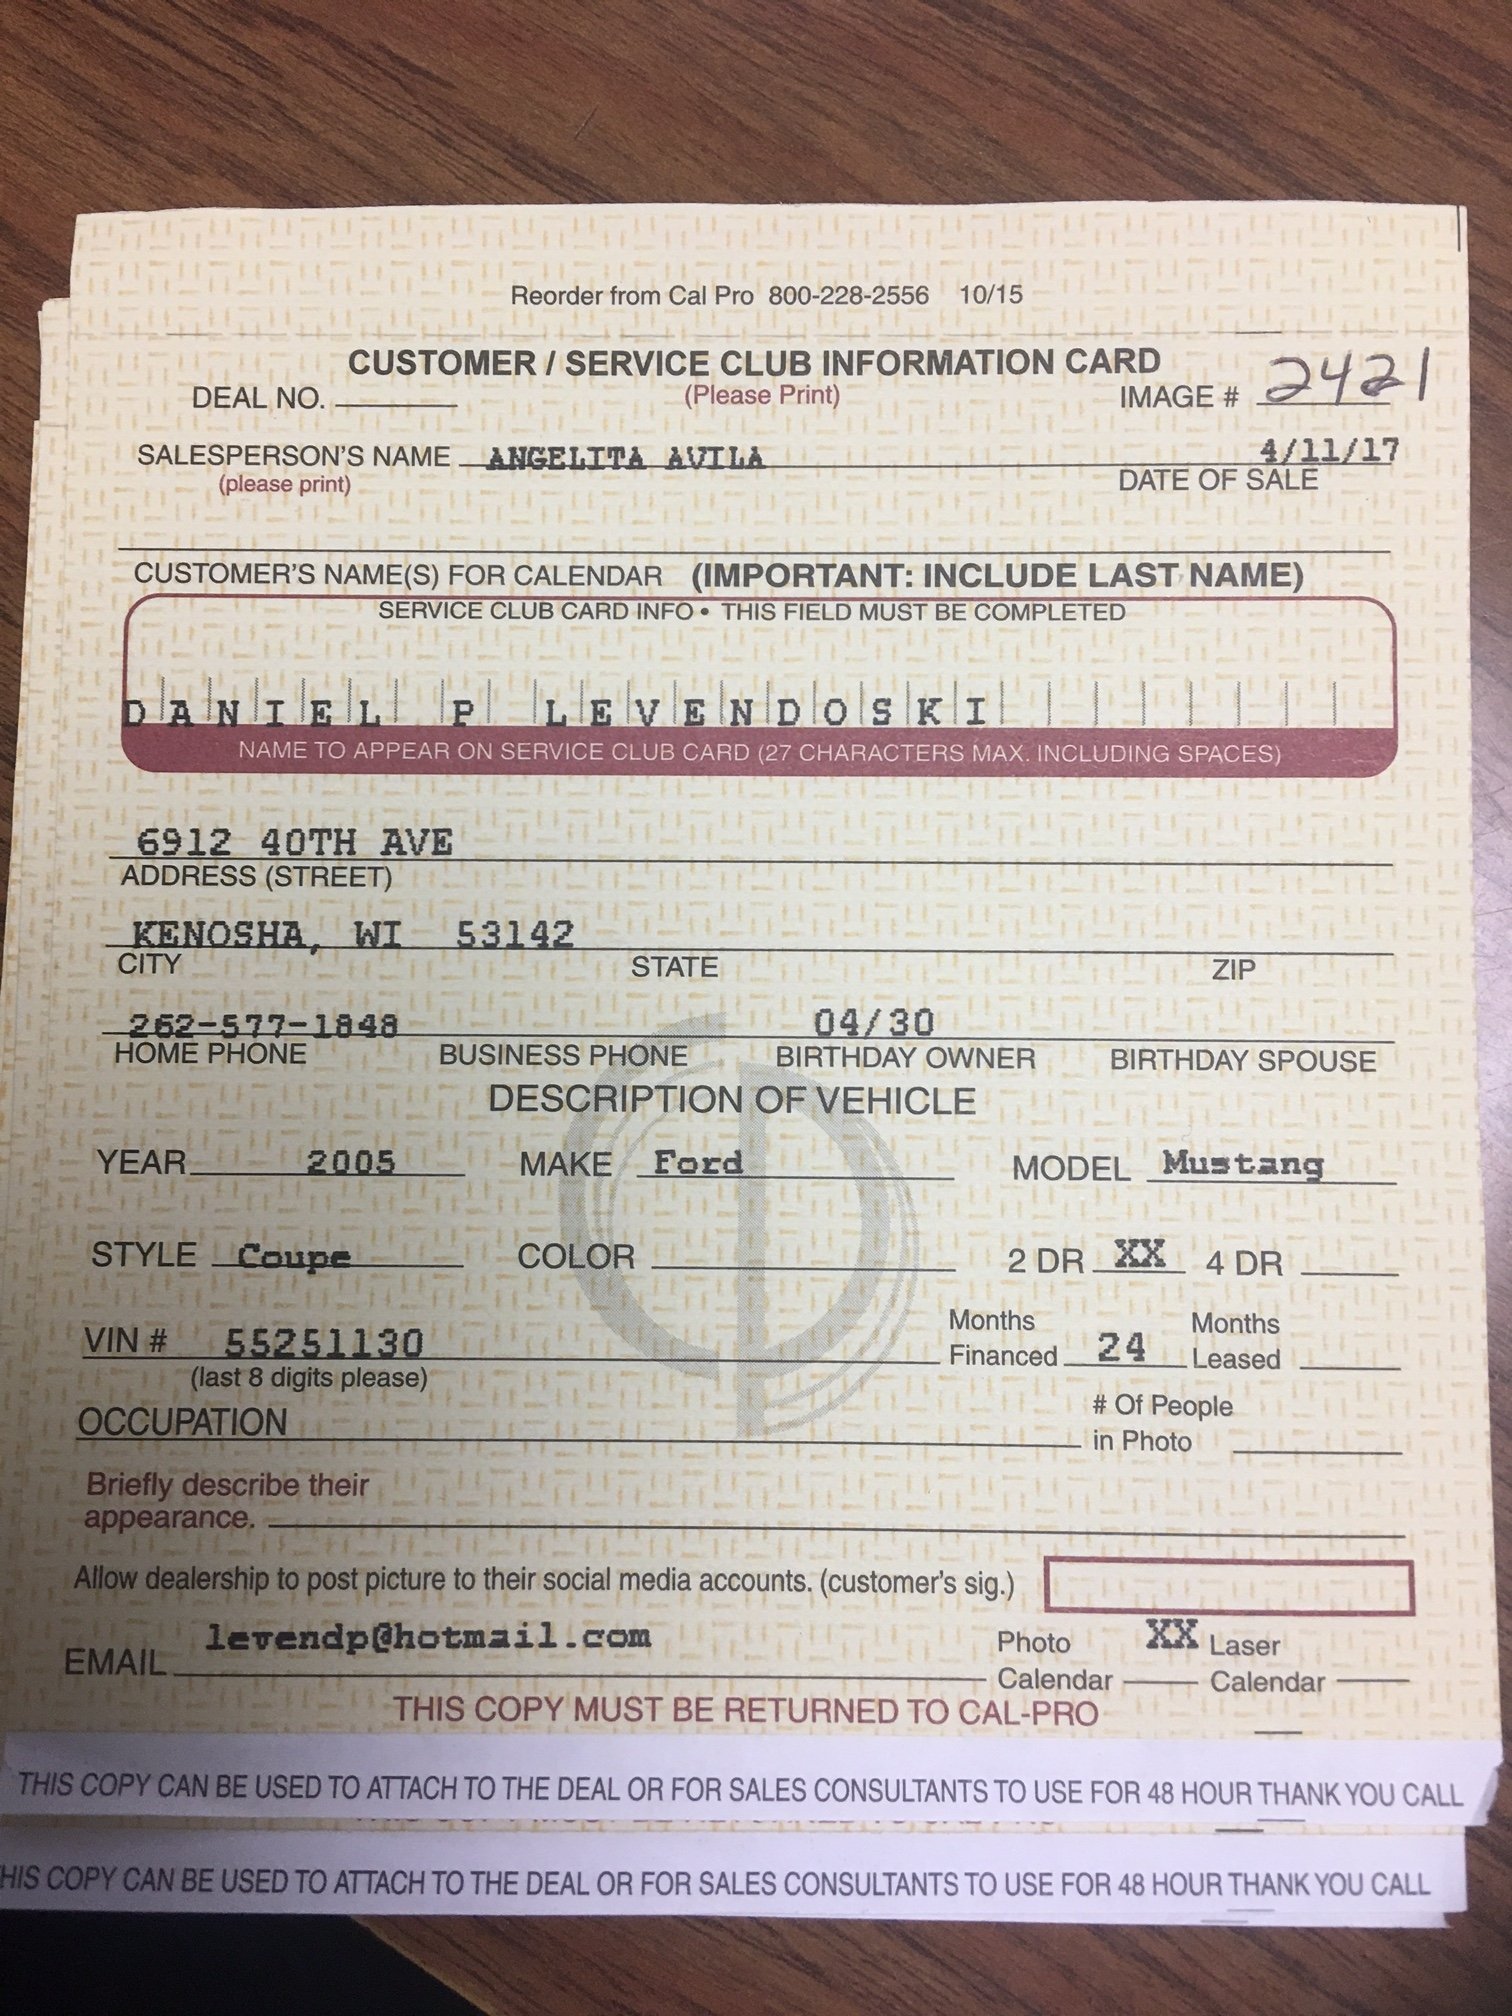 Reorder from Cal Pro 800-228-2556 10/15
CUSTOMER / SERVICE CLUB INFORMATION CARD
DEAL NO. (Please Print) IMAGE # 2421
SALESPERSON'S NAME ANGELITA AVILA 4/11/17
(please print) DATE OF SALE
CUSTOMER'S NAME(S) FOR CALENDAR (IMPORTANT: INCLUDE LAST NAME)
SERVICE CLUB CARD INFO • THIS FIELD MUST BE COMPLETED
DANIEL P LEVENDOSKI
NAME TO APPEAR ON SERVICE CLUB CARD (27 CHARACTERS MAX. INCLUDING SPACES)
6912 40TH AVE
ADDRESS (STREET)
KENOSHA, WI 53142
CITY STATE ZIP
262-577-1848 04/30
HOME PHONE BUSINESS PHONE BIRTHDAY OWNER BIRTHDAY SPOUSE
DESCRIPTION OF VEHICLE
YEAR 2005 MAKE Ford MODEL Mustang
STYLE Coupe COLOR 2 DR XX 4 DR
Months Months
VIN # 55251130 Financed 24 Leased
(last 8 digits please)
# Of People
OCCUPATION in Photo
Briefly describe their
appearance.
Allow dealership to post picture to their social media accounts. (customer's sig.)
levendp@hotmail.com Photo XX Laser
EMAIL Calendar Calendar
THIS COPY MUST BE RETURNED TO CAL-PRO
THIS COPY CAN BE USED TO ATTACH TO THE DEAL OR FOR SALES CONSULTANTS TO USE FOR 48 HOUR THANK YOU CALL
HIS COPY CAN BE USED TO ATTACH TO THE DEAL OR FOR SALES CONSULTANTS TO USE FOR 48 HOUR THANK YOU CALL